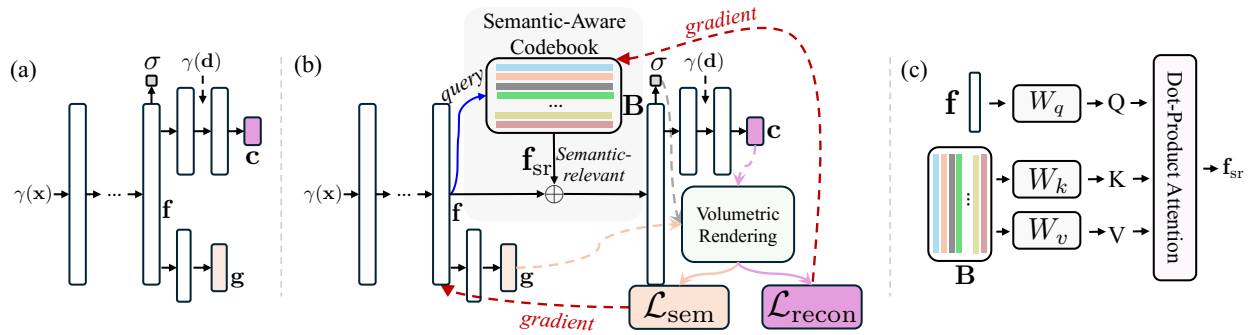 (a)
σ
γ(d)
γ(x)
...
f
c
g
(b)
Semantic-Aware
Codebook
query
...
B
f_sr
Semantic-
relevant
⊕
γ(x)
...
f
g
σ
γ(d)
c
gradient
Volumetric
Rendering
L_sem
L_recon
gradient
(c)
f
W_q
Q
...
B
W_k
K
W_v
V
Dot-Product Attention
f_sr